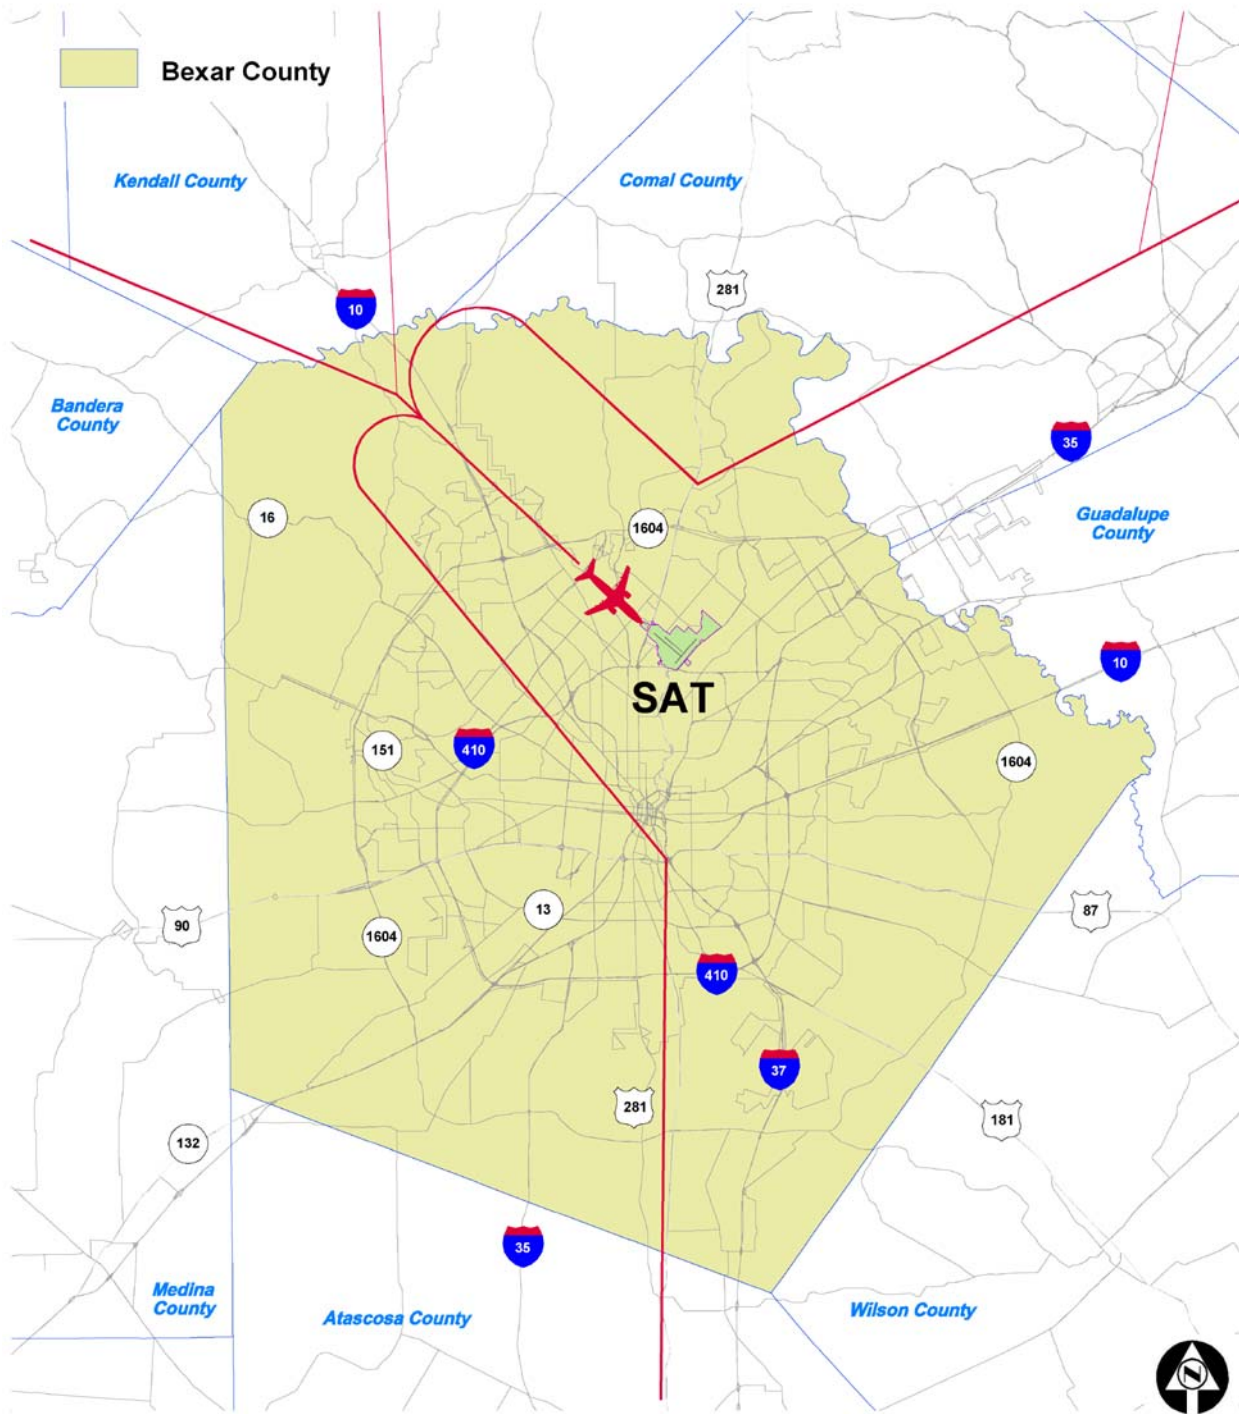 Bexar County
Kendall County
Comal County
281
10
Bandera
County
35
16
1604
Guadalupe
County
10
SAT
151
410
1604
13
87
90
1604
410
37
281
181
132
35
Medina
County
Atascosa County
Wilson County
N